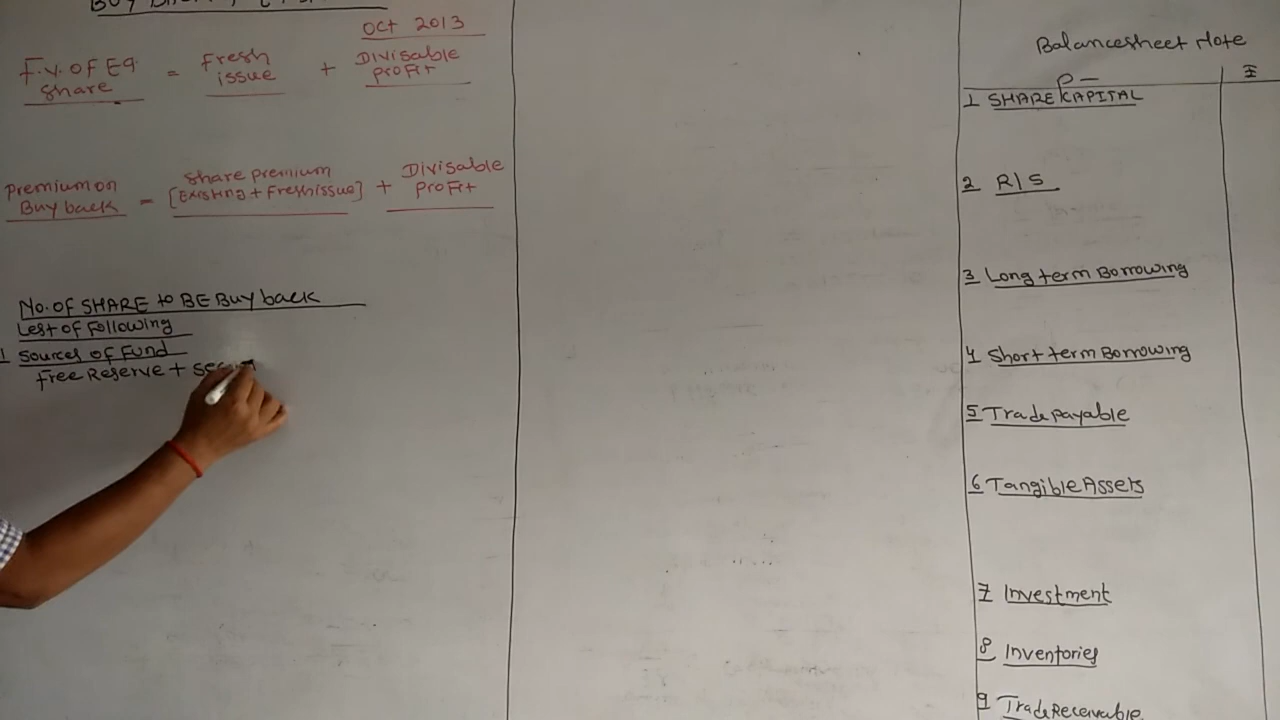 OCT 2013
F.V. OF Eq. Share = Fresh issue + Divisable profit
Premium on Buy back = Share premium [Existing + Fresh issue] + Divisable Profit
No. OF SHARE to BE Buy back
Lest of Following
1 Sources of Fund
Free Reserve +
Balancesheet Note
P –
1 SHARE CAPITAL
2 R/S
3 Long term Borrowing
4 Short term Borrowing
5 Trade payable
6 Tangible Assets
7 Investment
8 Inventories
9 Trade Receivable